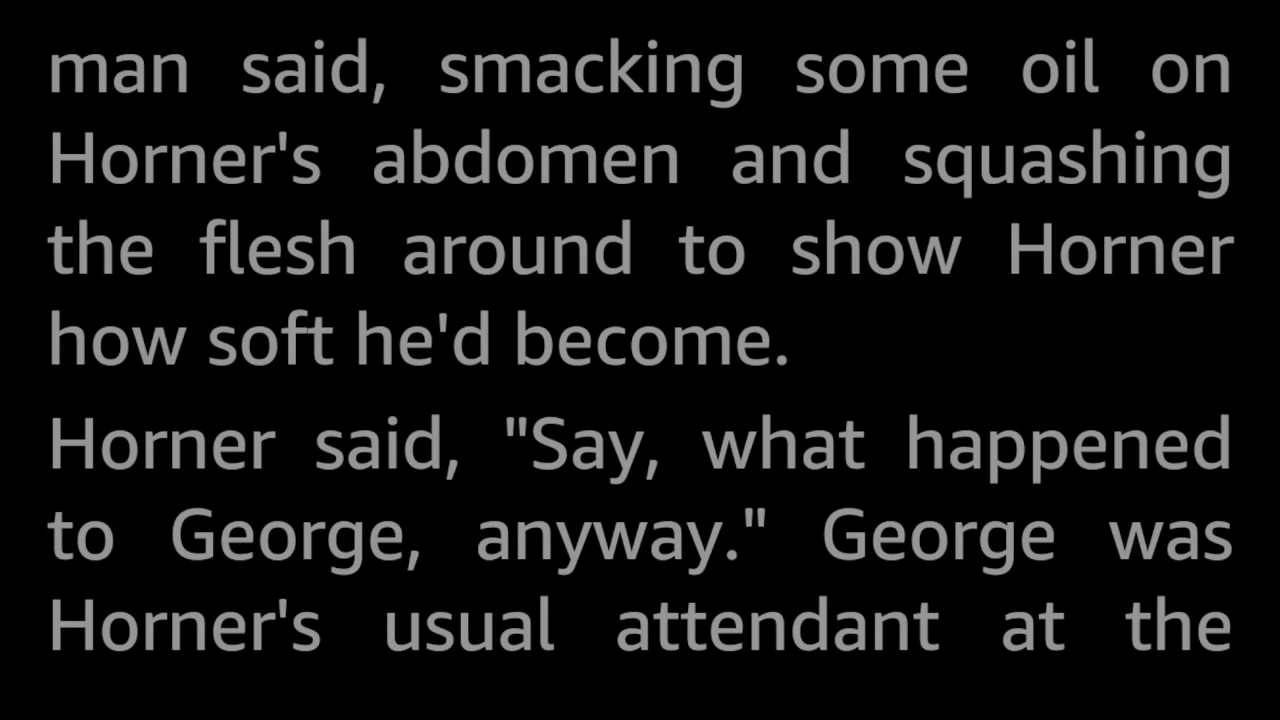 man said, smacking some oil on
Horner's abdomen and squashing
the flesh around to show Horner
how soft he'd become.
Horner said, "Say, what happened
to George, anyway." George was
Horner's usual attendant at the